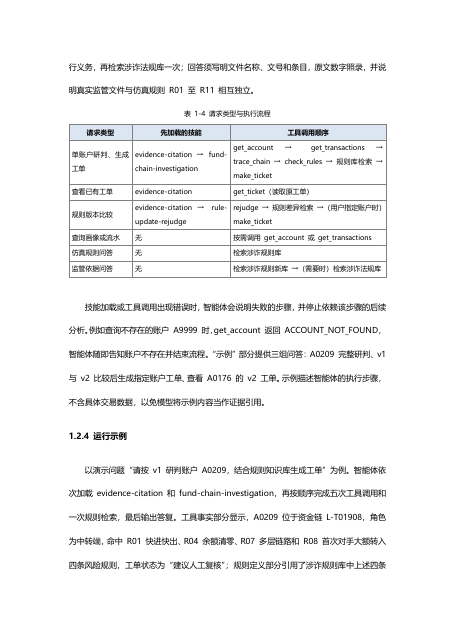 行义务，再检索涉诈法规库一次；回答须写明文件名称、文号和条目，原文数字照录，并说
明真实监管文件与仿真规则 R01 至 R11 相互独立。
表 1-4 请求类型与执行流程
请求类型 先加载的技能 工具调用顺序
单账户研判、生成工单 evidence-citation → fund-chain-investigation get_account → get_transactions → trace_chain → check_rules → 规则库检索 → make_ticket
查看已有工单 evidence-citation get_ticket（读取原工单）
规则版本比较 evidence-citation → rule-update-rejudge rejudge → 规则差异检索 →（用户指定账户时）make_ticket
查询画像或流水 无 按需调用 get_account 或 get_transactions
仿真规则问答 无 检索涉诈规则库
监管依据问答 无 检索涉诈规则新库 →（需要时）检索涉诈法规库
技能加载或工具调用出现错误时，智能体会说明失败的步骤，并停止依赖该步骤的后续
分析。例如查询不存在的账户 A9999 时，get_account 返回 ACCOUNT_NOT_FOUND，
智能体随即告知账户不存在并结束流程。“示例”部分提供三组问答：A0209 完整研判、v1
与 v2 比较后生成指定账户工单、查看 A0176 的 v2 工单。示例描述智能体的执行步骤，
不含具体交易数据，以免模型将示例内容当作证据引用。
1.2.4 运行示例
以演示问题“请按 v1 研判账户 A0209，结合规则知识库生成工单”为例。智能体依
次加载 evidence-citation 和 fund-chain-investigation，再按顺序完成五次工具调用和
一次规则检索，最后输出答复。工具事实部分显示，A0209 位于资金链 L-T01908，角色
为中转端，命中 R01 快进快出、R04 余额清零、R07 多层链路和 R08 首次对手大额转入
四条风险规则，工单状态为“建议人工复核”；规则定义部分引用了涉诈规则库中上述四条